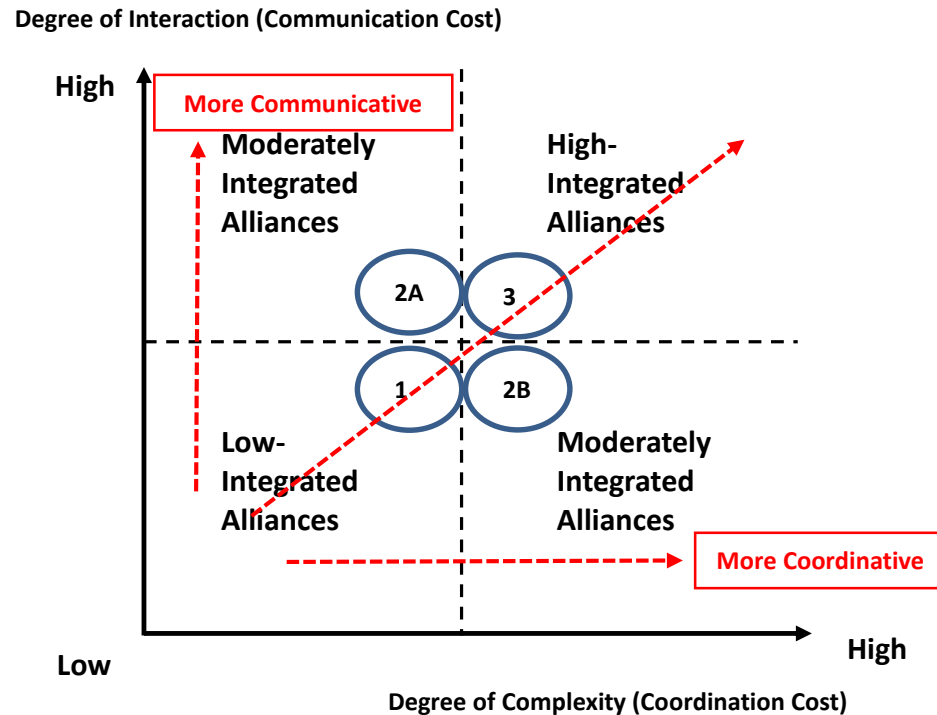 Degree of Interaction (Communication Cost)
High
More Communicative
Moderately
Integrated
Alliances
High-
Integrated
Alliances
2A
3
1
2B
Low-
Integrated
Alliances
Moderately
Integrated
Alliances
More Coordinative
Low
High
Degree of Complexity (Coordination Cost)